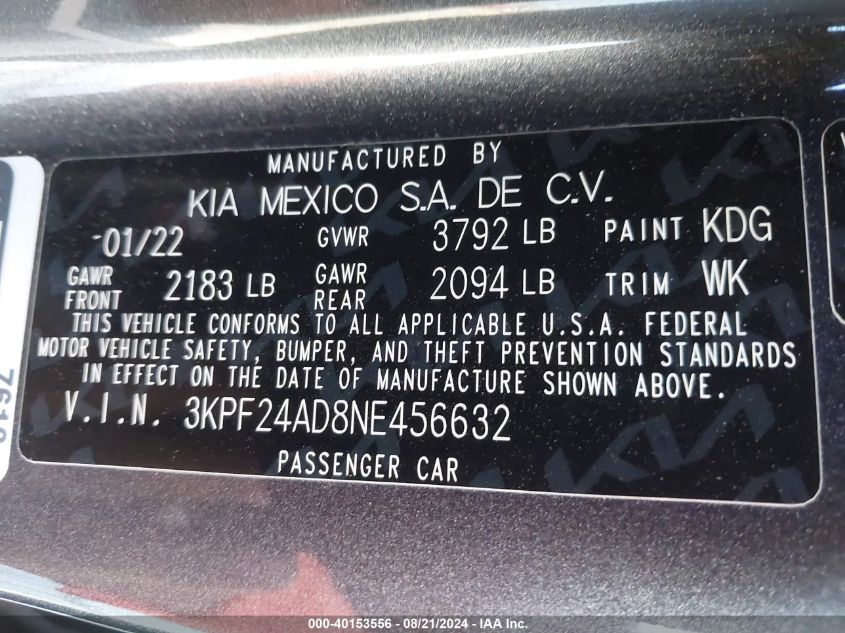 MANUFACTURED BY
KIA MEXICO S.A. DE C.V.
-01/22 GVWR 3792 LB PAINT KDG
GAWR FRONT 2183 LB GAWR REAR 2094 LB TRIM WK
THIS VEHICLE CONFORMS TO ALL APPLICABLE U.S.A. FEDERAL
MOTOR VEHICLE SAFETY, BUMPER, AND THEFT PREVENTION STANDARDS
IN EFFECT ON THE DATE OF MANUFACTURE SHOWN ABOVE.
V.I.N. 3KPF24AD8NE456632
PASSENGER CAR
000-40153556 - 08/21/2024 - IAAI.com